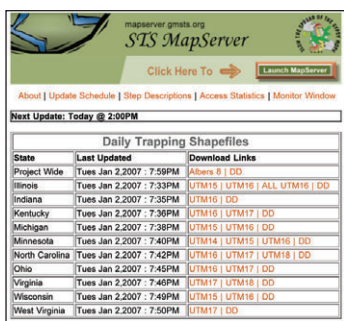 mapserver.gmsts.org
STS MapServer
Click Here To Launch MapServer
About | Update Schedule | Step Descriptions | Access Statistics | Monitor Window
Next Update: Today @ 2:00PM
Daily Trapping Shapefiles
State Last Updated Download Links
Project Wide Tues Jan 2,2007 : 7:59PM Albers 8 | DD
Illinois Tues Jan 2,2007 : 7:33PM UTM15 | UTM16 | ALL UTM16 | DD
Indiana Tues Jan 2,2007 : 7:35PM UTM16 | DD
Kentucky Tues Jan 2,2007 : 7:36PM UTM16 | UTM17 | DD
Michigan Tues Jan 2,2007 : 7:38PM UTM15 | UTM16 | DD
Minnesota Tues Jan 2,2007 : 7:40PM UTM14 | UTM15 | UTM16 | DD
North Carolina Tues Jan 2,2007 : 7:42PM UTM16 | UTM17 | UTM18 | DD
Ohio Tues Jan 2,2007 : 7:45PM UTM16 | UTM17 | DD
Virginia Tues Jan 2,2007 : 7:46PM UTM17 | UTM18 | DD
Wisconsin Tues Jan 2,2007 : 7:49PM UTM15 | UTM16 | DD
West Virginia Tues Jan 2,2007 : 7:50PM UTM17 | DD